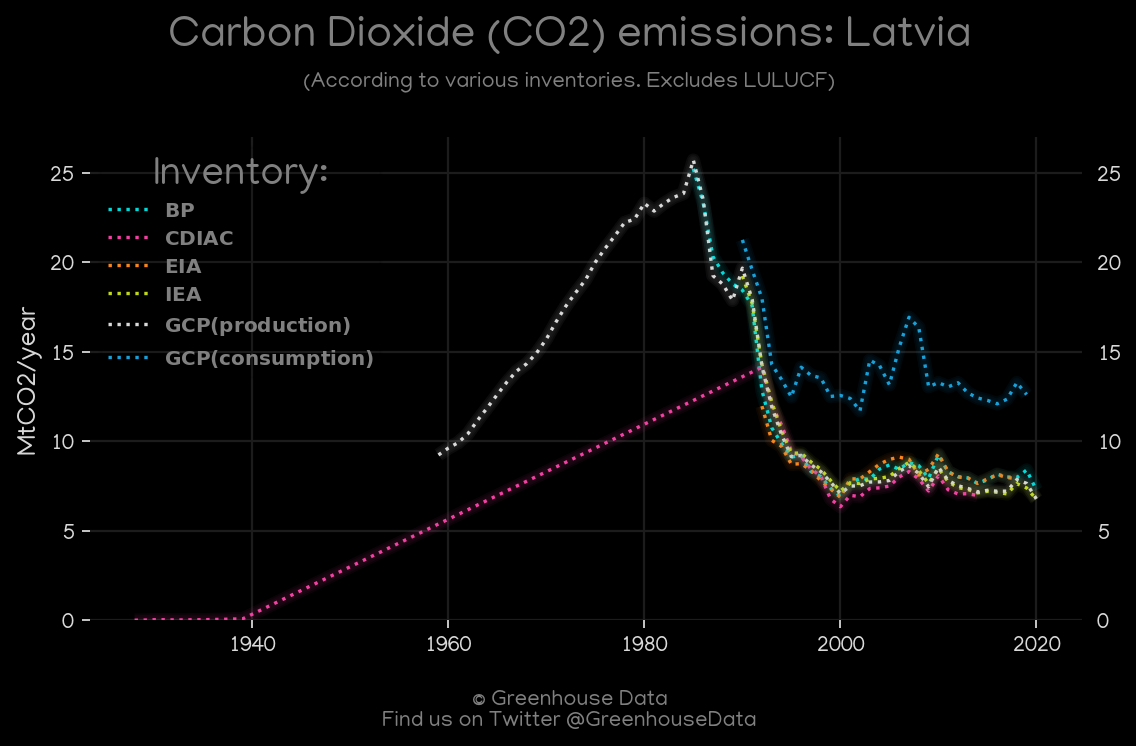 Carbon Dioxide (CO2) emissions: Latvia
(According to various inventories. Excludes LULUCF)
Inventory:
BP
CDIAC
EIA
IEA
GCP(production)
GCP(consumption)
MtCO2/year
25
20
15
10
5
0
25
20
15
10
5
0
1940
1960
1980
2000
2020
© Greenhouse Data
Find us on Twitter @GreenhouseData